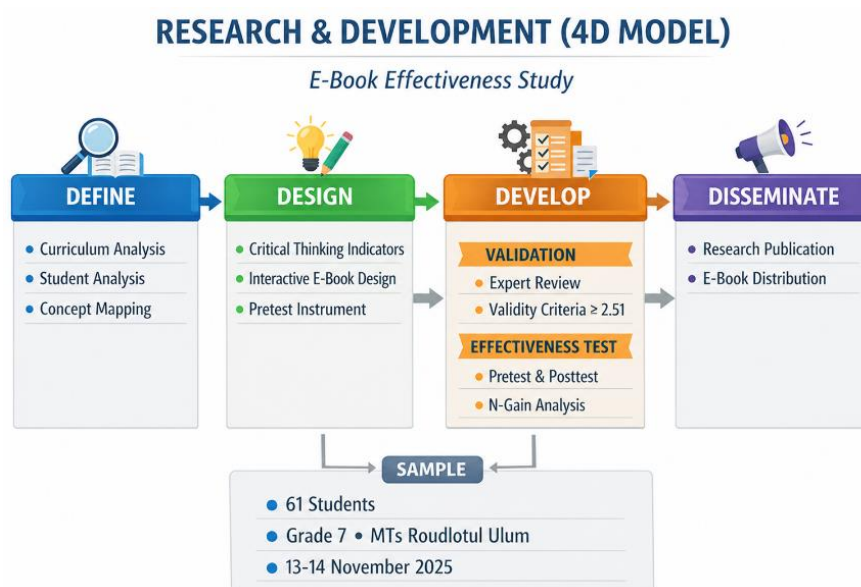 RESEARCH & DEVELOPMENT (4D MODEL)
E-Book Effectiveness Study
DEFINE
• Curriculum Analysis
• Student Analysis
• Concept Mapping
DESIGN
• Critical Thinking Indicators
• Interactive E-Book Design
• Pretest Instrument
DEVELOP
VALIDATION
• Expert Review
• Validity Criteria ≥ 2.51
EFFECTIVENESS TEST
• Pretest & Posttest
• N-Gain Analysis
DISSEMINATE
• Research Publication
• E-Book Distribution
SAMPLE
• 61 Students
• Grade 7 • MTs Roudlotul Ulum
• 13-14 November 2025